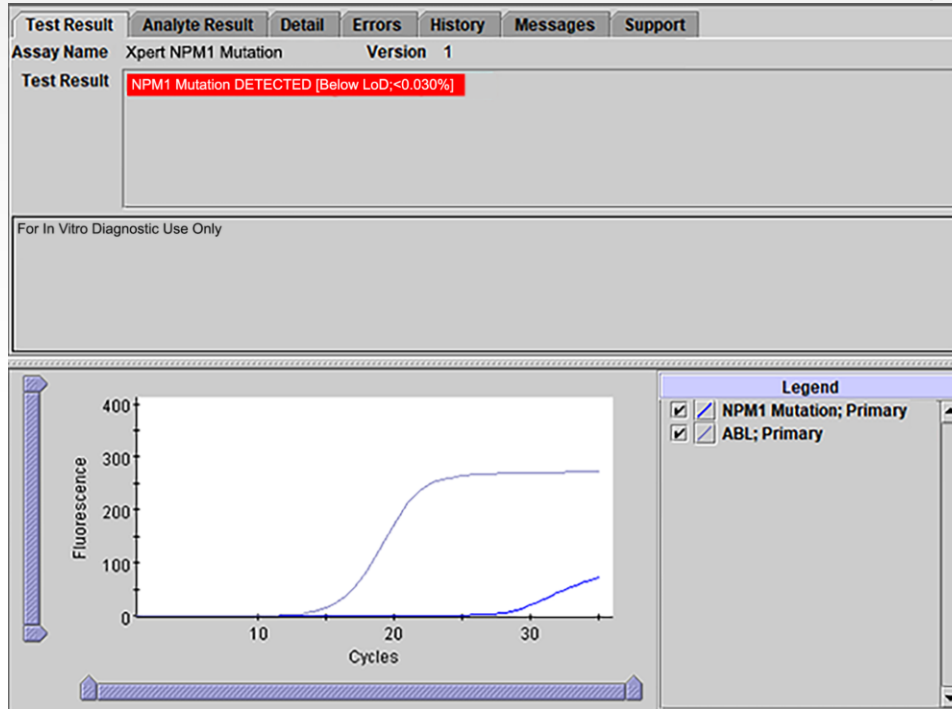 Test Result Analyte Result Detail Errors History Messages Support
Assay Name Xpert NPM1 Mutation Version 1
Test Result NPM1 Mutation DETECTED [Below LoD;<0.030%]
For In Vitro Diagnostic Use Only
Legend
NPM1 Mutation; Primary
ABL; Primary
Fluorescence
400
300
200
100
0
10 20 30
Cycles